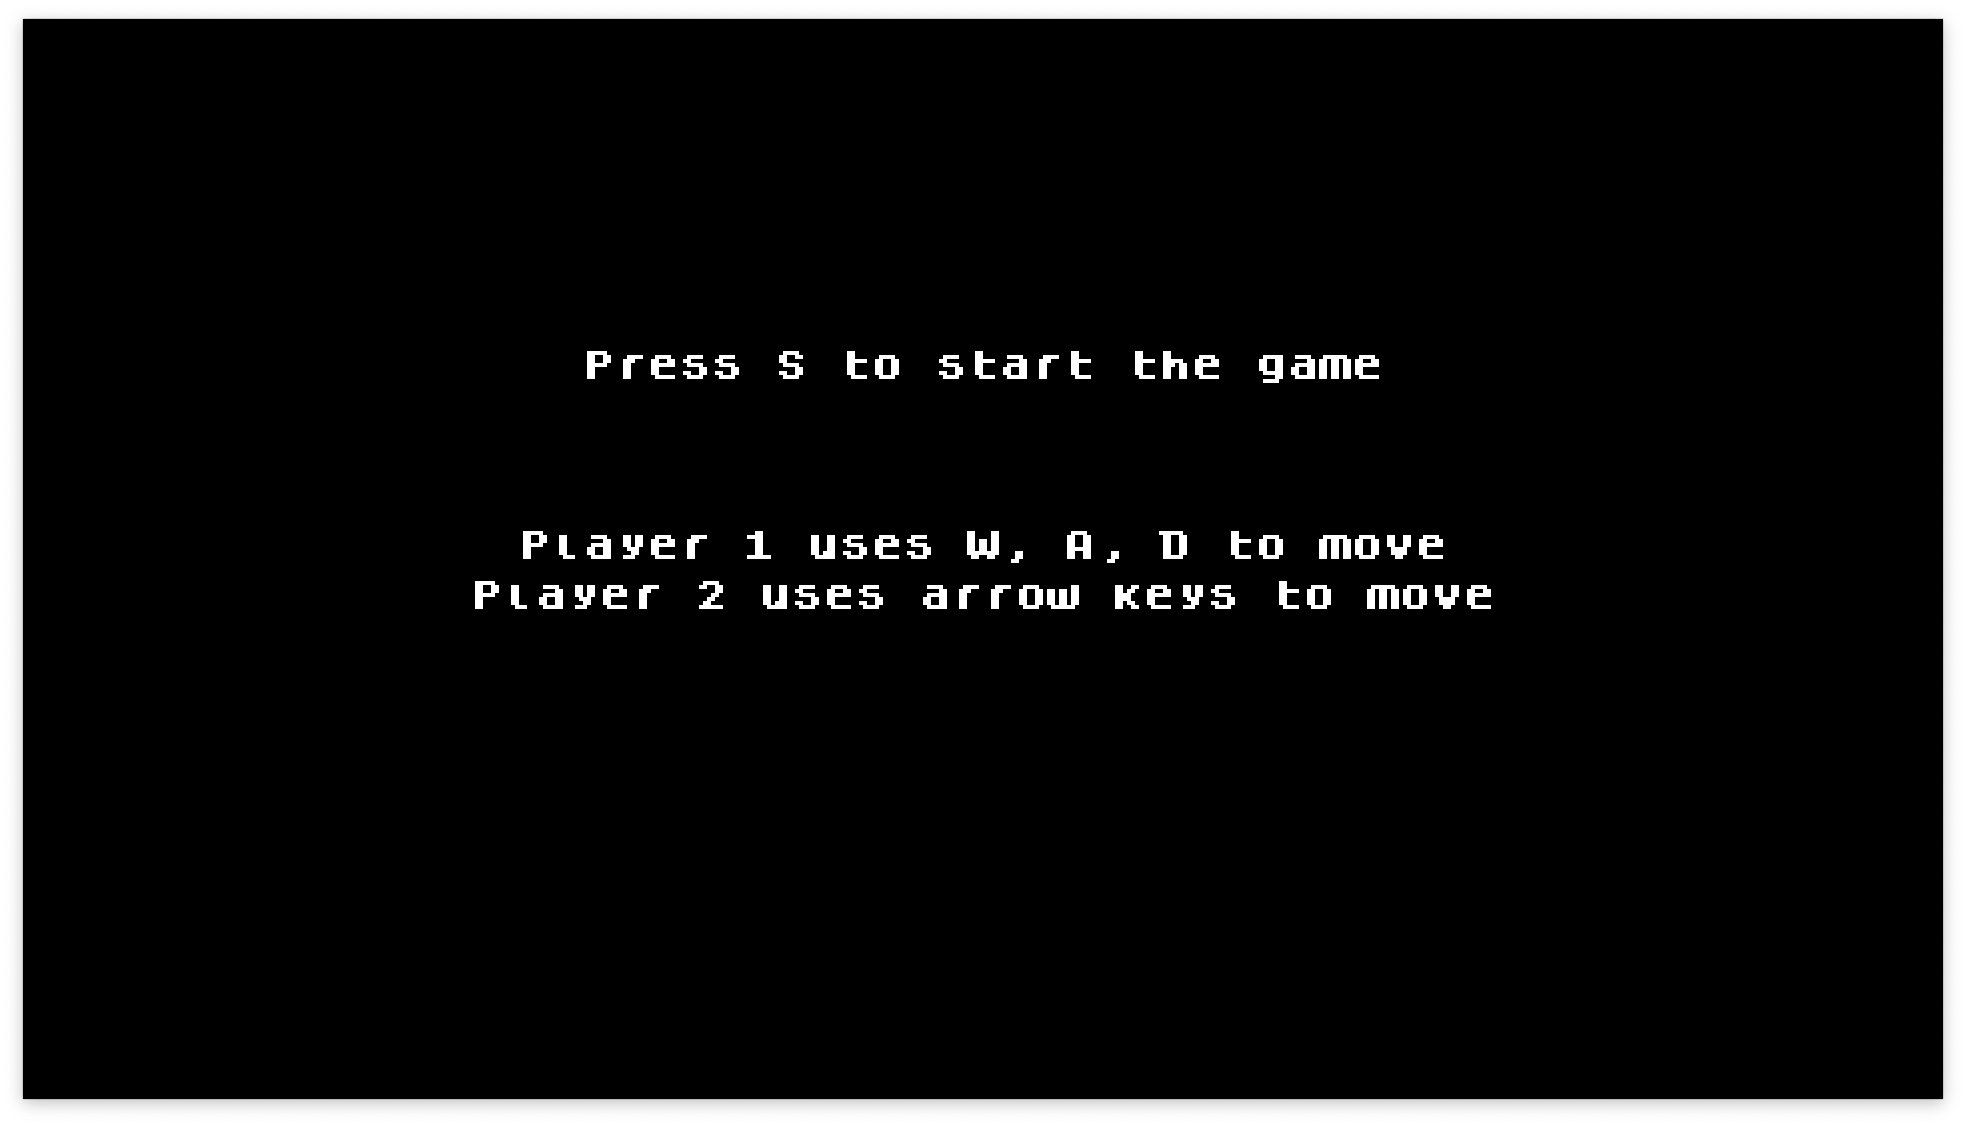 Press S to start the game
Player 1 uses W, A, D to move
Player 2 uses arrow keys to move